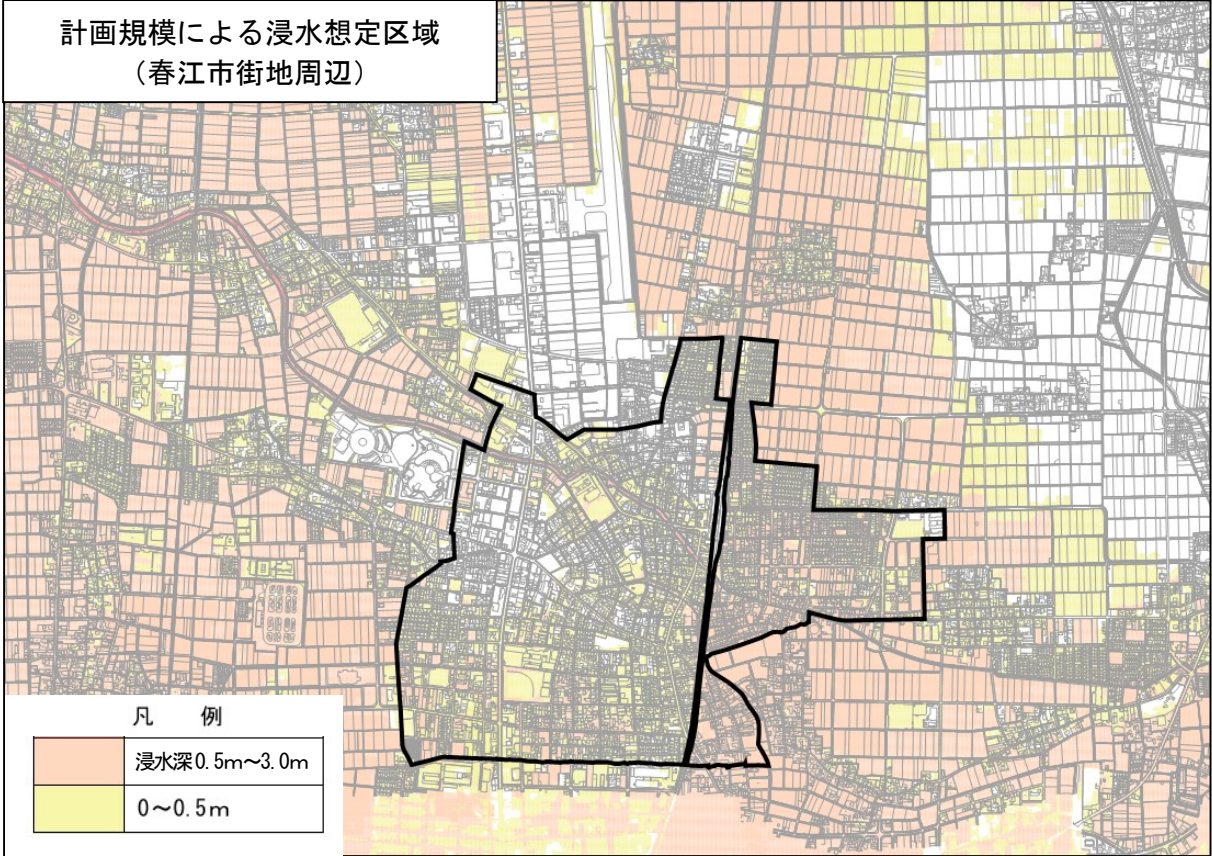 計画規模による浸水想定区域
（春江市街地周辺）
凡　例
浸水深0.5m～3.0m
0～0.5m